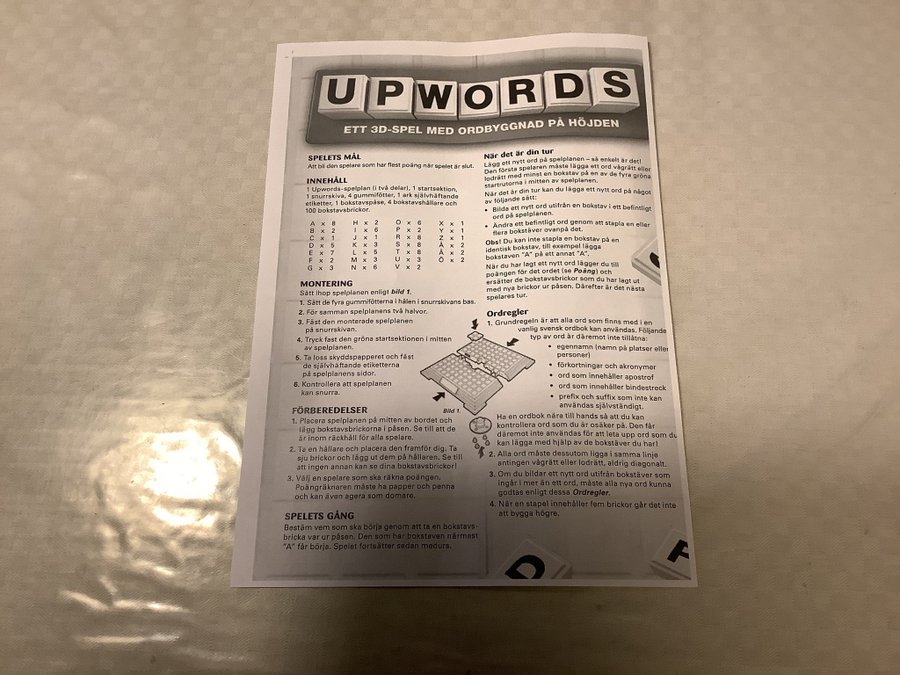 UPWORDS
ETT 3D-SPEL MED ORDBYGGNAD PÅ HÖJDEN
SPELETS MÅL
Att bli den spelare som har flest poäng när spelet är slut.
INNEHÅLL
1 Upwords-spelplan (i två delar), 1 startsektion,
1 snurrskiva, 4 gummifötter, 1 ark självhäftande
etiketter, 1 bokstavspåse, 4 bokstavshållare och
100 bokstavsbrickor.
A x 8 H x 2 O x 6 X x 1
B x 2 I x 6 P x 2 Y x 1
C x 1 J x 1 R x 8 Z x 1
D x 5 K x 3 S x 8 Å x 2
E x 7 L x 5 T x 8 Ä x 2
F x 2 M x 3 U x 3 Ö x 2
G x 3 N x 6 V x 2
MONTERING
Sätt ihop spelplanen enligt bild 1.
1. Sätt de fyra gummifötterna i hålen i snurrskivans bas.
2. För samman spelplanens två halvor.
3. Fäst den monterade spelplanen
på snurrskivan.
4. Tryck fast den gröna startsektionen i mitten
av spelplanen.
5. Ta loss skyddspapperet och fäst
de självhäftande etiketterna
på spelplanens sidor.
6. Kontrollera att spelplanen
kan snurra.
Bild 1.
FÖRBEREDELSER
1. Placera spelplanen på mitten av bordet och
lägg bokstavsbrickorna i påsen. Se till att de
är inom räckhåll för alla spelare.
2. Ta en hållare och placera den framför dig. Ta
sju brickor och lägg ut dem på hållaren. Se till
att ingen annan kan se dina bokstavsbrickor!
3. Välj en spelare som ska räkna poängen.
Poängräknaren måste ha papper och penna
och kan även agera som domare.
SPELETS GÅNG
Bestäm vem som ska börja genom att ta en bokstavs-
bricka var ur påsen. Den som har bokstaven närmast
"A" får börja. Spelet fortsätter sedan medurs.
När det är din tur
Lägg ett nytt ord på spelplanen – så enkelt är det!
Den första spelaren måste lägga ett ord vågrätt eller
lodrätt med minst en bokstav på en av de fyra gröna
startrutorna i mitten av spelplanen.
När det är din tur kan du lägga ett nytt ord på något
av följande sätt:
• Bilda ett nytt ord utifrån en bokstav i ett befintligt
ord på spelplanen.
• Ändra ett befintligt ord genom att stapla en eller
flera bokstäver ovanpå det.
Obs! Du kan inte stapla en bokstav på en
identisk bokstav, till exempel lägga
bokstaven "A" på ett annat "A".
När du har lagt ett nytt ord lägger du till
poängen för det ordet (se Poäng) och
ersätter de bokstavsbrickor som du har lagt ut
med nya brickor ur påsen. Därefter är det nästa
spelares tur.
Ordregler
1. Grundregeln är att alla ord som finns med i en
vanlig svensk ordbok kan användas. Följande
typ av ord är däremot inte tillåtna:
• egennamn (namn på platser eller
personer)
• förkortningar och akronymer
• ord som innehåller apostrof
• ord som innehåller bindestreck
• prefix och suffix som inte kan
användas självständigt.
Ha en ordbok nära till hands så att du kan
kontrollera ord som du är osäker på. Den får
däremot inte användas för att leta upp ord som du
kan lägga med hjälp av de bokstäver du har!
2. Alla ord måste dessutom ligga i samma linje
antingen vågrätt eller lodrätt, aldrig diagonalt.
3. Om du bildar ett nytt ord utifrån bokstäver som
ingår i mer än ett ord, måste alla nya ord kunna
godtas enligt dessa Ordregler.
4. När en stapel innehåller fem brickor går det inte
att bygga högre.
D